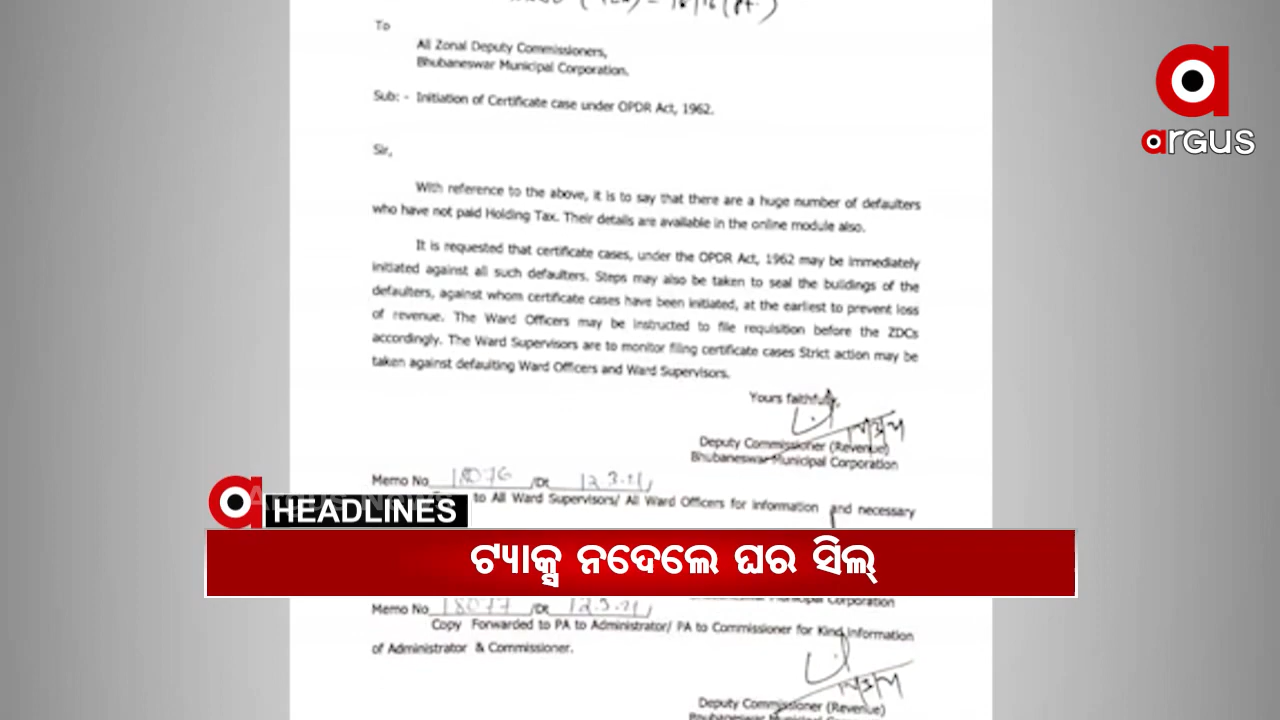 To
All Zonal Deputy Commissioners,
Bhubaneswar Municipal Corporation.
Sub: - Initiation of Certificate case under OPDR Act, 1962.
Sir,
With reference to the above, it is to say that there are a huge number of defaulters
who have not paid Holding Tax. Their details are available in the online module also.
It is requested that certificate cases, under the OPDR Act, 1962 may be immediately
initiated against all such defaulters. Steps may also be taken to seal the buildings of the
defaulters, against whom certificate cases have been initiated, at the earliest to prevent loss
of revenue. The Ward Officers may be instructed to file requisition before the ZDCs
accordingly. The Ward Supervisors are to monitor filing certificate cases Strict action may be
taken against defaulting Ward Officers and Ward Supervisors.
Yours faithfully,
Deputy Commissioner (Revenue)
Bhubaneswar Municipal Corporation
Memo No 18076 /Dt 12.3.21/
to All Ward Supervisors/ All Ward Officers for information and necessary
Bhubaneswar Municipal Corporation
Memo No 18077 /Dt 12.3.21/
Copy Forwarded to PA to Administrator/ PA to Commissioner for Kind Information
of Administrator & Commissioner.
Deputy Commissioner (Revenue)
argus
HEADLINES
ଟ୍ୟାକ୍ସ ନଦେଲେ ଘର ସିଲ୍